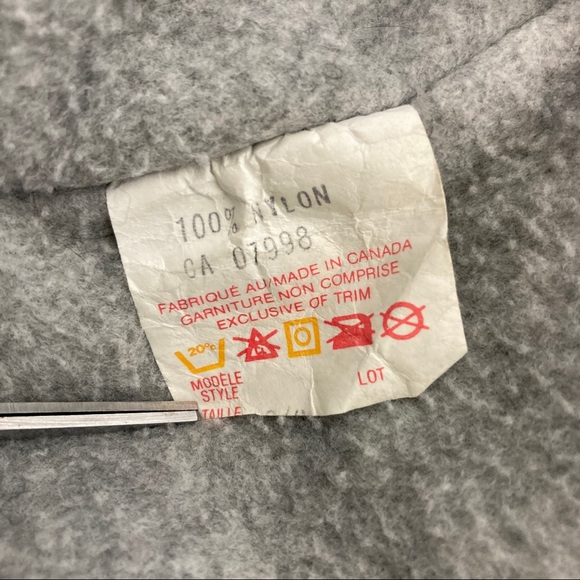 100% NYLON
CA 07998
FABRIQUÉ AU/MADE IN CANADA
GARNITURE NON COMPRISE
EXCLUSIVE OF TRIM
20°c
MODÈLE
STYLE
LOT
TAILLE